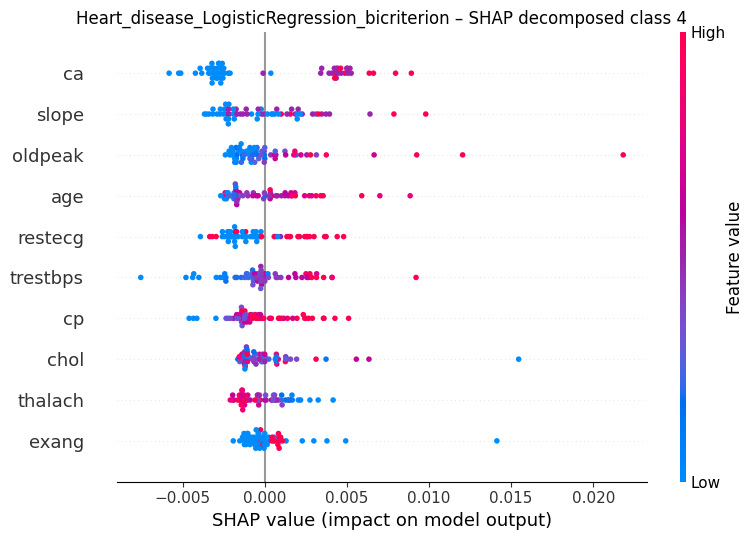 Heart_disease_LogisticRegression_bicriterion – SHAP decomposed class 4
High
ca
slope
oldpeak
age
restecg
trestbps
cp
chol
thalach
exang
Feature value
Low
−0.005 0.000 0.005 0.010 0.015 0.020
SHAP value (impact on model output)